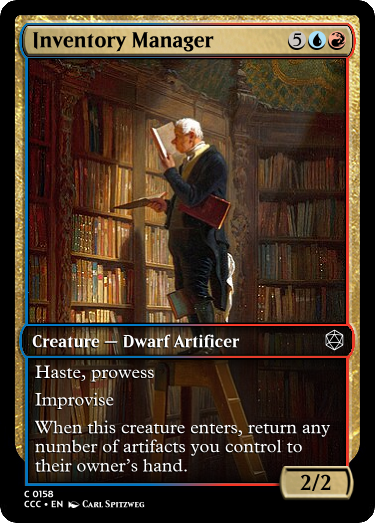 Inventory Manager 5
Creature — Dwarf Artificer
Haste, prowess
Improvise
When this creature enters, return any
number of artifacts you control to
their owner's hand.
2/2
C 0158
CCC • EN Carl Spitzweg